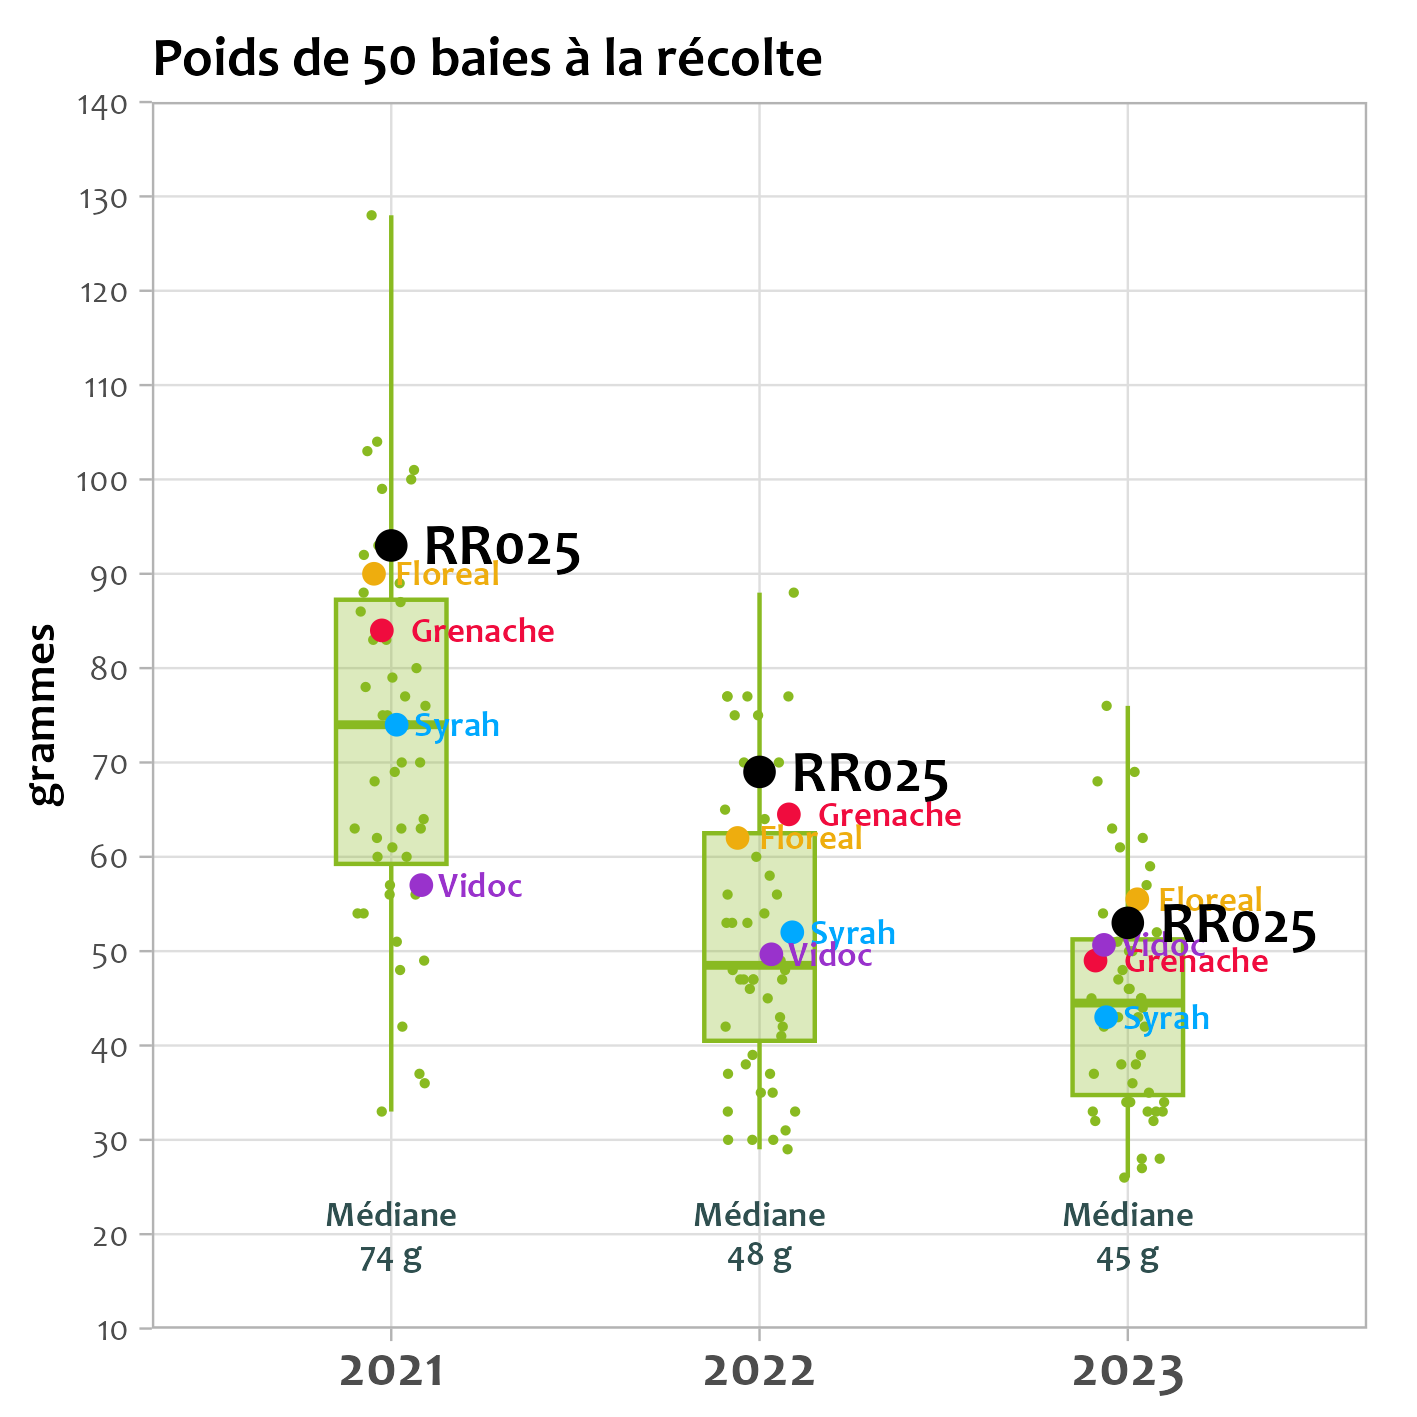 Poids de 50 baies à la récolte
grammes
140
130
120
110
100
90
80
70
60
50
40
30
20
10
RR025
Floreal
Grenache
Syrah
Vidoc
Médiane
74 g
RR025
Grenache
Floreal
Syrah
Vidoc
Médiane
48 g
Floreal
RR025
Vidoc
Grenache
Syrah
Médiane
45 g
2021
2022
2023